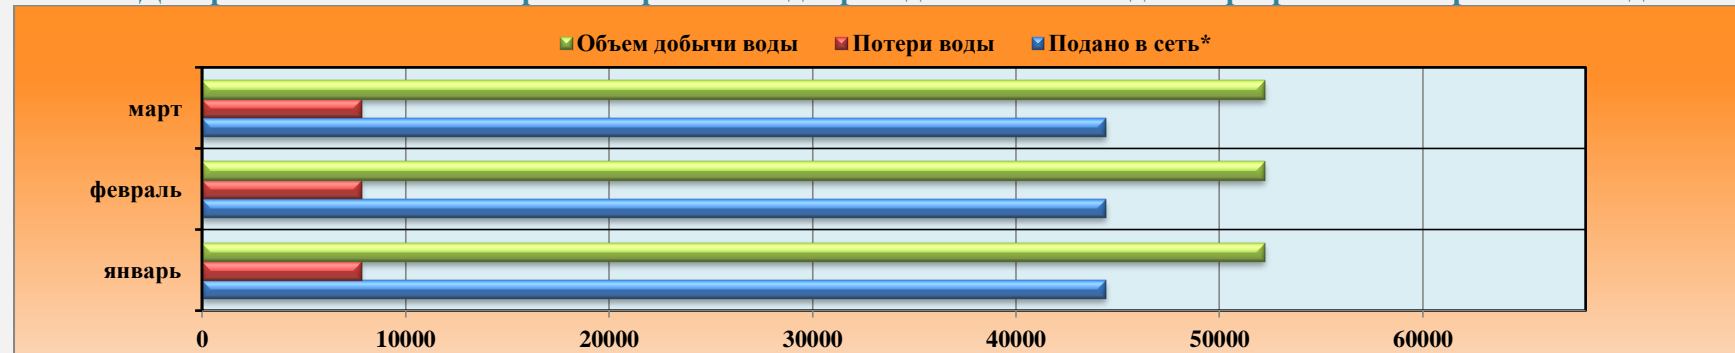 Объем добычи воды Потери воды Подано в сеть*
март
февраль
январь
0 10000 20000 30000 40000 50000 60000